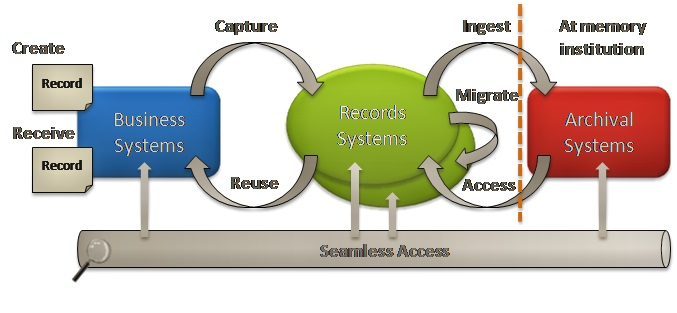 Create
Record
Receive
Record
Business
Systems
Capture
Reuse
Records
Systems
Ingest
Migrate
Access
At memory
institution
Archival
Systems
Seamless Access